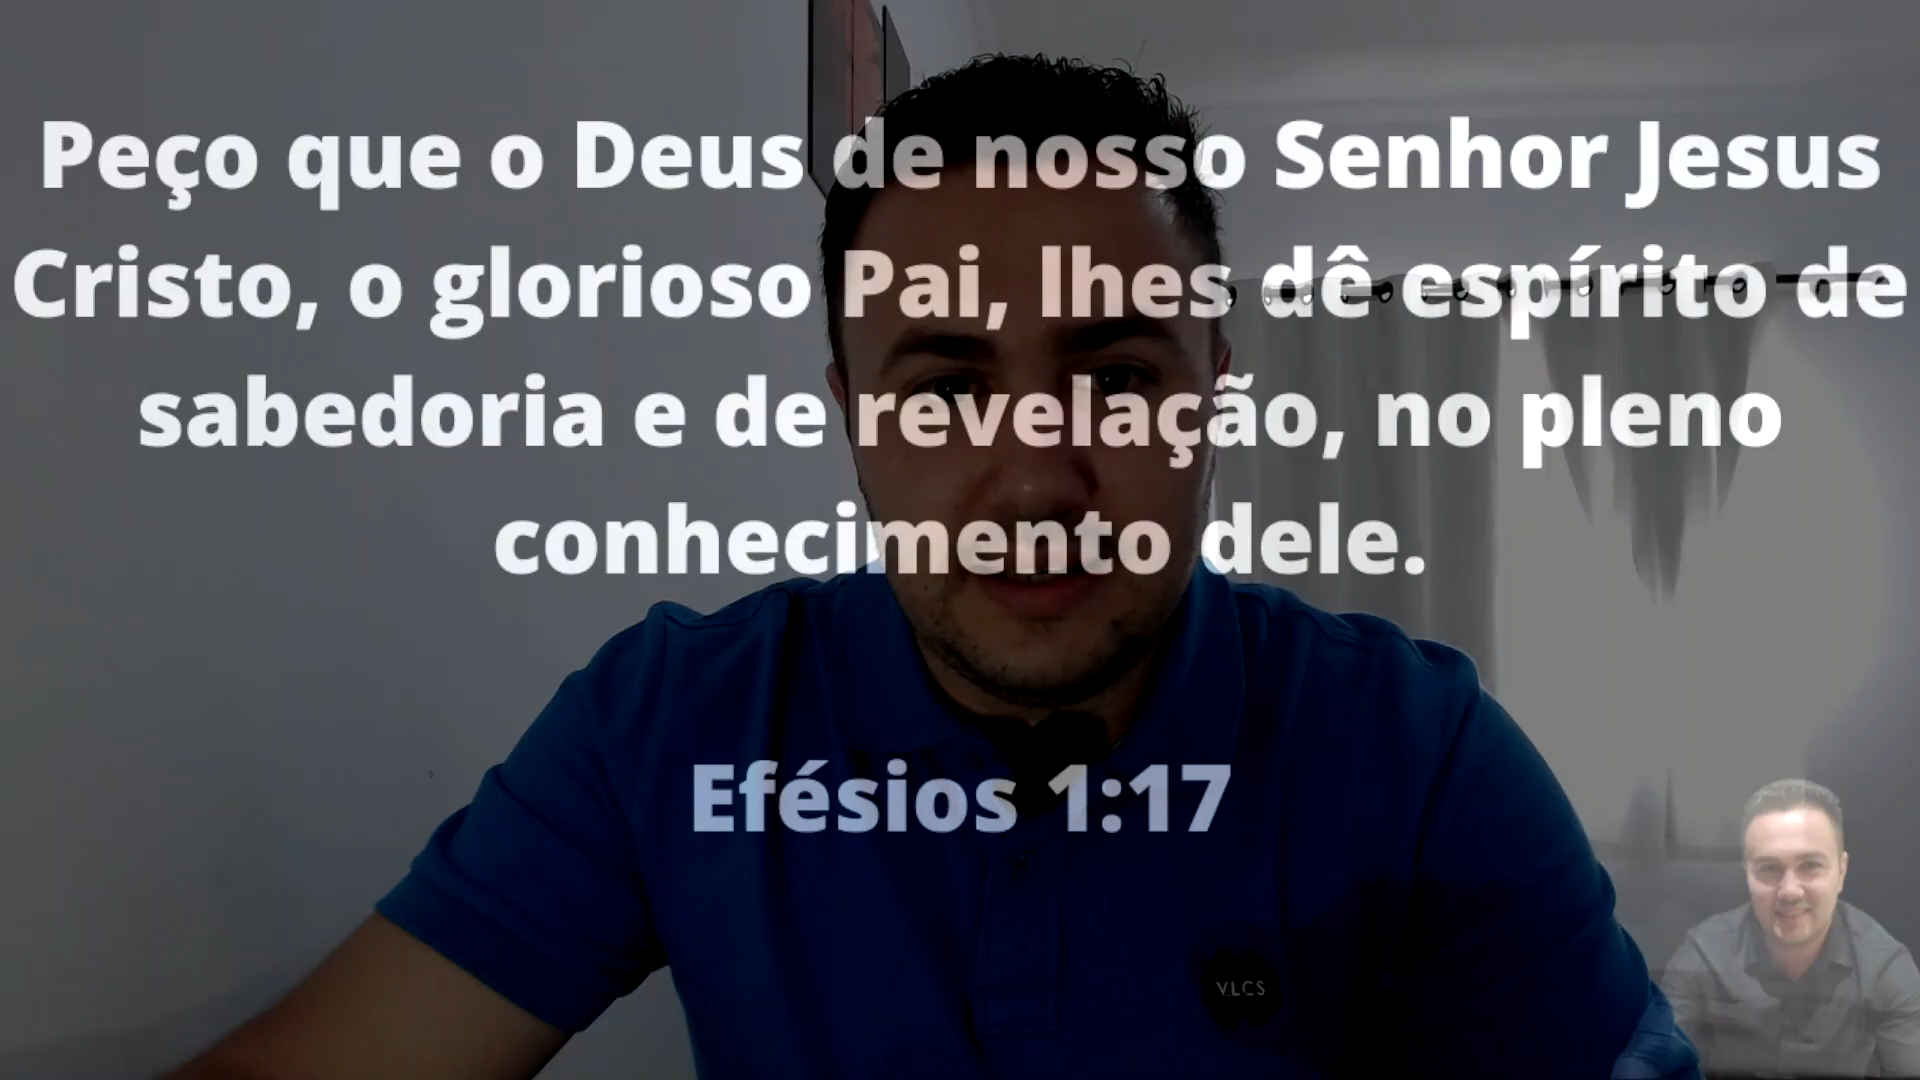 Peço que o Deus de nosso Senhor Jesus
Cristo, o glorioso Pai, lhes dê espírito de
sabedoria e de revelação, no pleno
conhecimento dele.
Efésios 1:17
VLCS